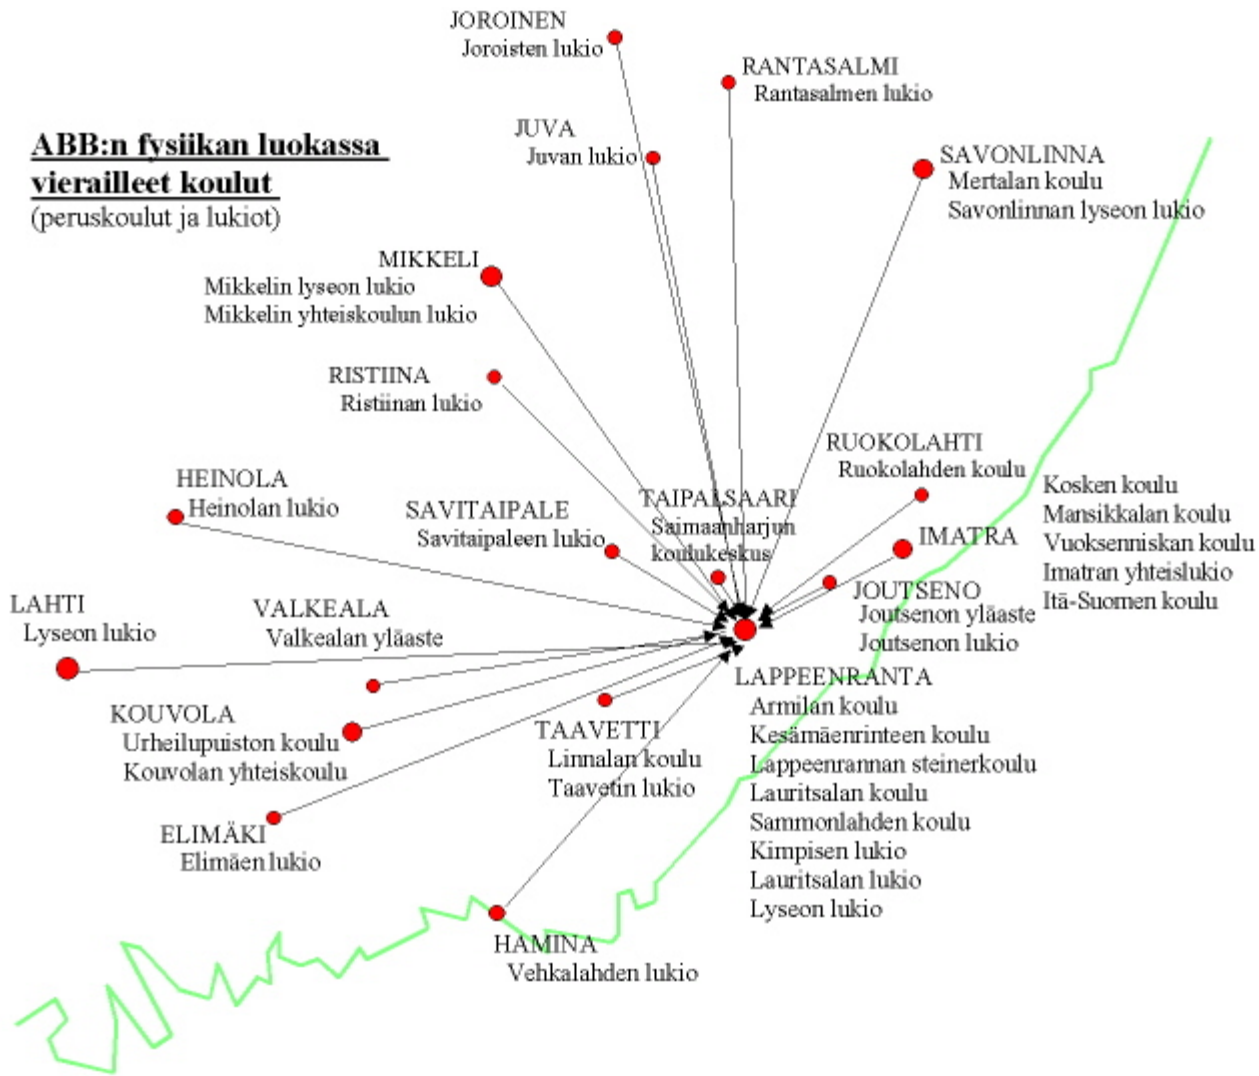 JOROINEN
Joroisten lukio
RANTASALMI
Rantasalmen lukio
JUVA
Juvan lukio
ABB:n fysiikan luokassa
vierailleet koulut
(peruskoulut ja lukiot)
SAVONLINNA
Mertalan koulu
Savonlinnan lyseon lukio
MIKKELI
Mikkelin lyseon lukio
Mikkelin yhteiskoulun lukio
RISTIINA
Ristiinan lukio
RUOKOLAHTI
Ruokolahden koulu
HEINOLA
Heinolan lukio
SAVITAIPALE
Savitaipaleen lukio
TAIPALSAARI
Saimaanharjun
koulukeskus
IMATRA
Kosken koulu
Mansikkalan koulu
Vuoksenniskan koulu
Imatran yhteislukio
Itä-Suomen koulu
JOUTSENO
Joutsenon yläaste
Joutsenon lukio
LAHTI
Lyseon lukio
VALKEALA
Valkealan yläaste
KOUVOLA
Urheilupuiston koulu
Kouvolan yhteiskoulu
TAAVETTI
Linnalan koulu
Taavetin lukio
LAPPEENRANTA
Armilan koulu
Kesämäenrinteen koulu
Lappeenrannan steinerkoulu
Lauritsalan koulu
Sammonlahden koulu
Kimpisen lukio
Lauritsalan lukio
Lyseon lukio
ELIMÄKI
Elimäen lukio
HAMINA
Vehkalahden lukio